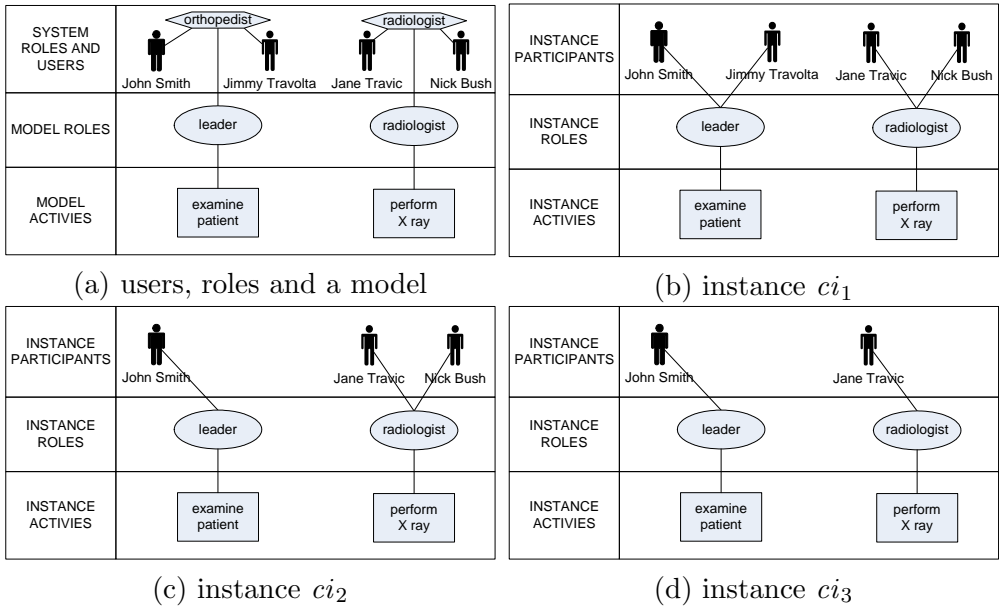 SYSTEM
ROLES AND
USERS
orthopedist
radiologist
John Smith
Jimmy Travolta
Jane Travic
Nick Bush
MODEL ROLES
leader
radiologist
MODEL
ACTIVIES
examine
patient
perform
X ray
(a) users, roles and a model
INSTANCE
PARTICIPANTS
John Smith
Jimmy Travolta
Jane Travic
Nick Bush
INSTANCE
ROLES
leader
radiologist
INSTANCE
ACTIVIES
examine
patient
perform
X ray
(b) instance ci1
INSTANCE
PARTICIPANTS
John Smith
Jane Travic
Nick Bush
INSTANCE
ROLES
leader
radiologist
INSTANCE
ACTIVIES
examine
patient
perform
X ray
(c) instance ci2
INSTANCE
PARTICIPANTS
John Smith
Jane Travic
INSTANCE
ROLES
leader
radiologist
INSTANCE
ACTIVIES
examine
patient
perform
X ray
(d) instance ci3